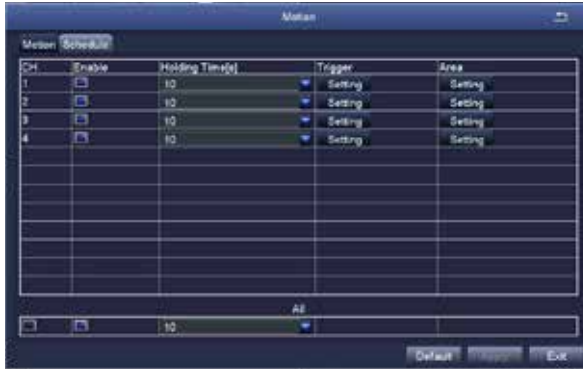 Motion
Motion Schedule
CH Enable Holding Time[s] Trigger Area
1 10 Setting Setting
2 10 Setting Setting
3 10 Setting Setting
4 10 Setting Setting
All
10
Default Apply Exit